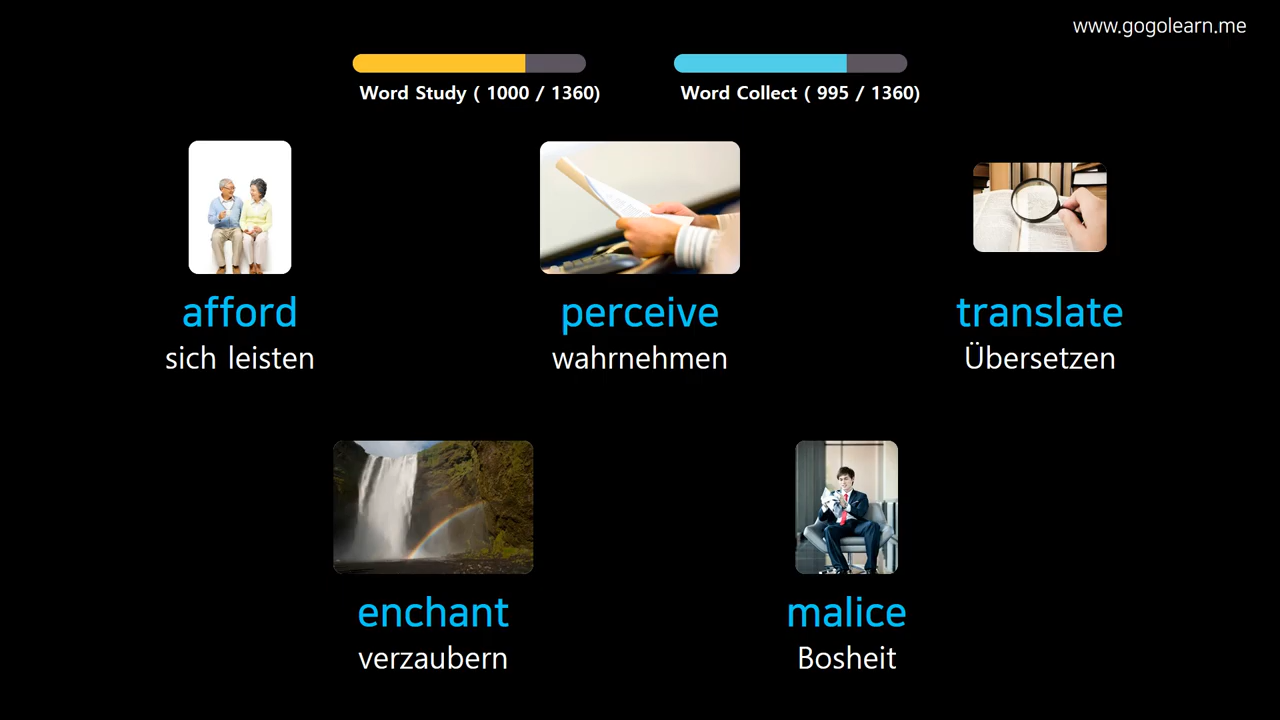 www.gogolearn.me
Word Study ( 1000 / 1360)
Word Collect ( 995 / 1360)
afford
sich leisten
perceive
wahrnehmen
translate
Übersetzen
enchant
verzaubern
malice
Bosheit